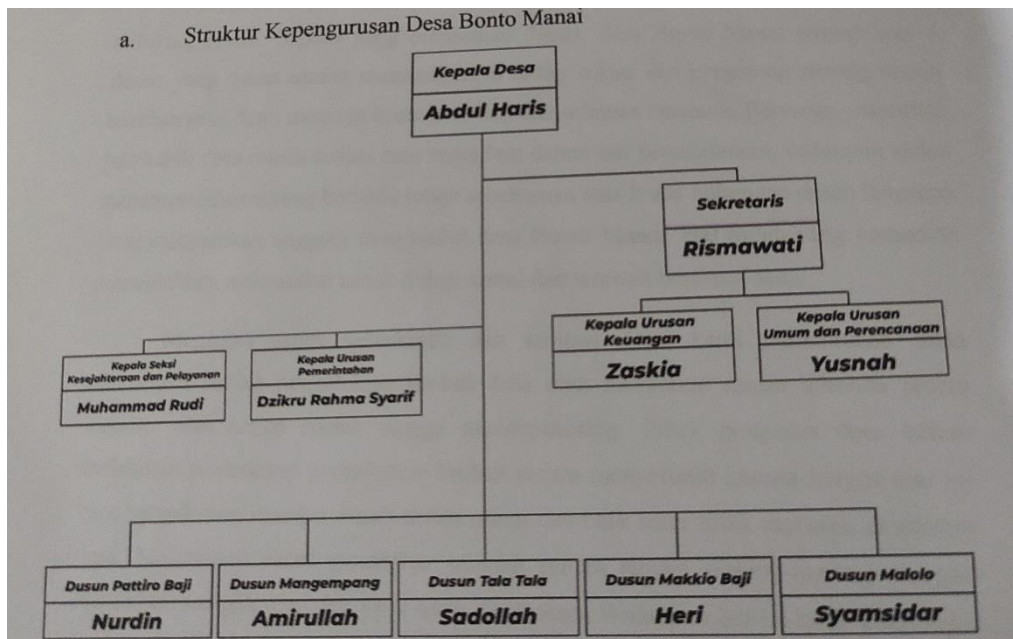 a. Struktur Kepengurusan Desa Bonto Manai
Kepala Desa
Abdul Haris
Sekretaris
Rismawati
Kepala Urusan
Keuangan
Zaskia
Kepala Urusan
Umum dan Perencanaan
Yusnah
Kepala Seksi
Kesejahteraan dan Pelayanan
Muhammad Rudi
Kepala Urusan
Pemerintahan
Dzikru Rahma Syarif
Dusun Pattiro Baji
Nurdin
Dusun Mangempang
Amirullah
Dusun Tala Tala
Sadollah
Dusun Makkio Baji
Heri
Dusun Malolo
Syamsidar